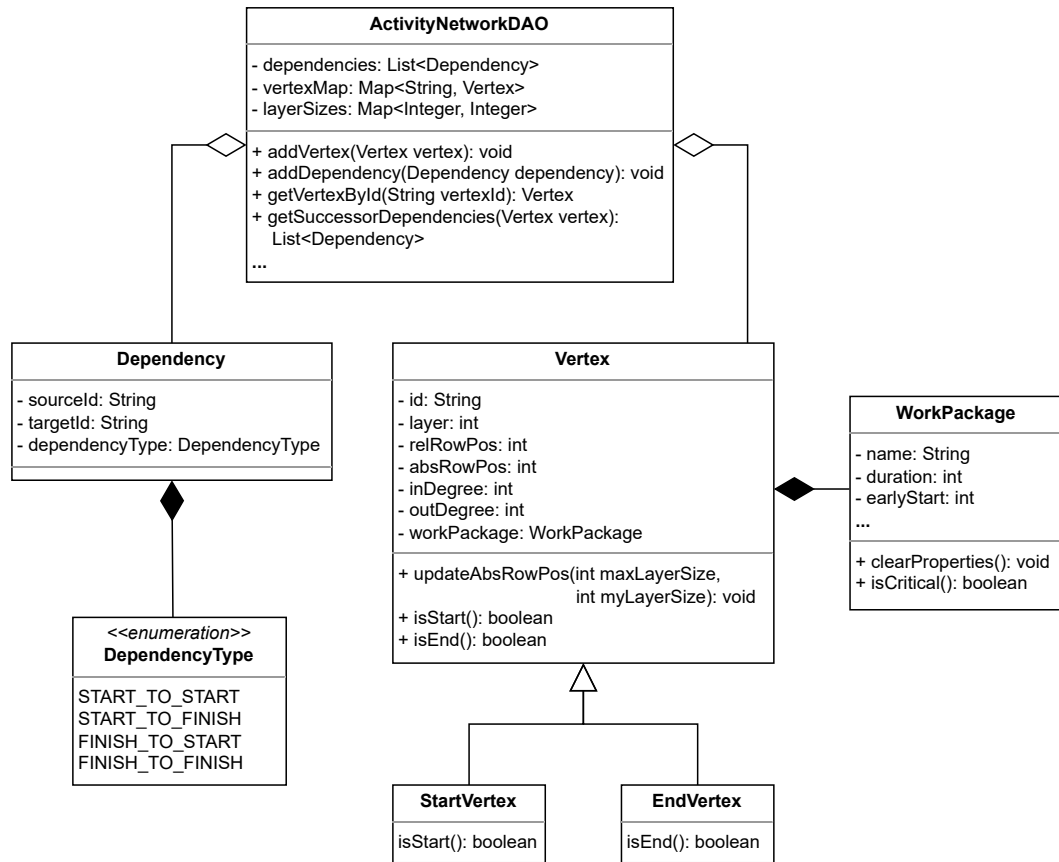 ActivityNetworkDAO
- dependencies: List<Dependency>
- vertexMap: Map<String, Vertex>
- layerSizes: Map<Integer, Integer>
+ addVertex(Vertex vertex): void
+ addDependency(Dependency dependency): void
+ getVertexById(String vertexId): Vertex
+ getSuccessorDependencies(Vertex vertex):
List<Dependency>
...
Dependency
- sourceId: String
- targetId: String
- dependencyType: DependencyType
Vertex
- id: String
- layer: int
- relRowPos: int
- absRowPos: int
- inDegree: int
- outDegree: int
- workPackage: WorkPackage
+ updateAbsRowPos(int maxLayerSize,
int myLayerSize): void
+ isStart(): boolean
+ isEnd(): boolean
WorkPackage
- name: String
- duration: int
- earlyStart: int
...
+ clearProperties(): void
+ isCritical(): boolean
<<enumeration>>
DependencyType
START_TO_START
START_TO_FINISH
FINISH_TO_START
FINISH_TO_FINISH
StartVertex
isStart(): boolean
EndVertex
isEnd(): boolean